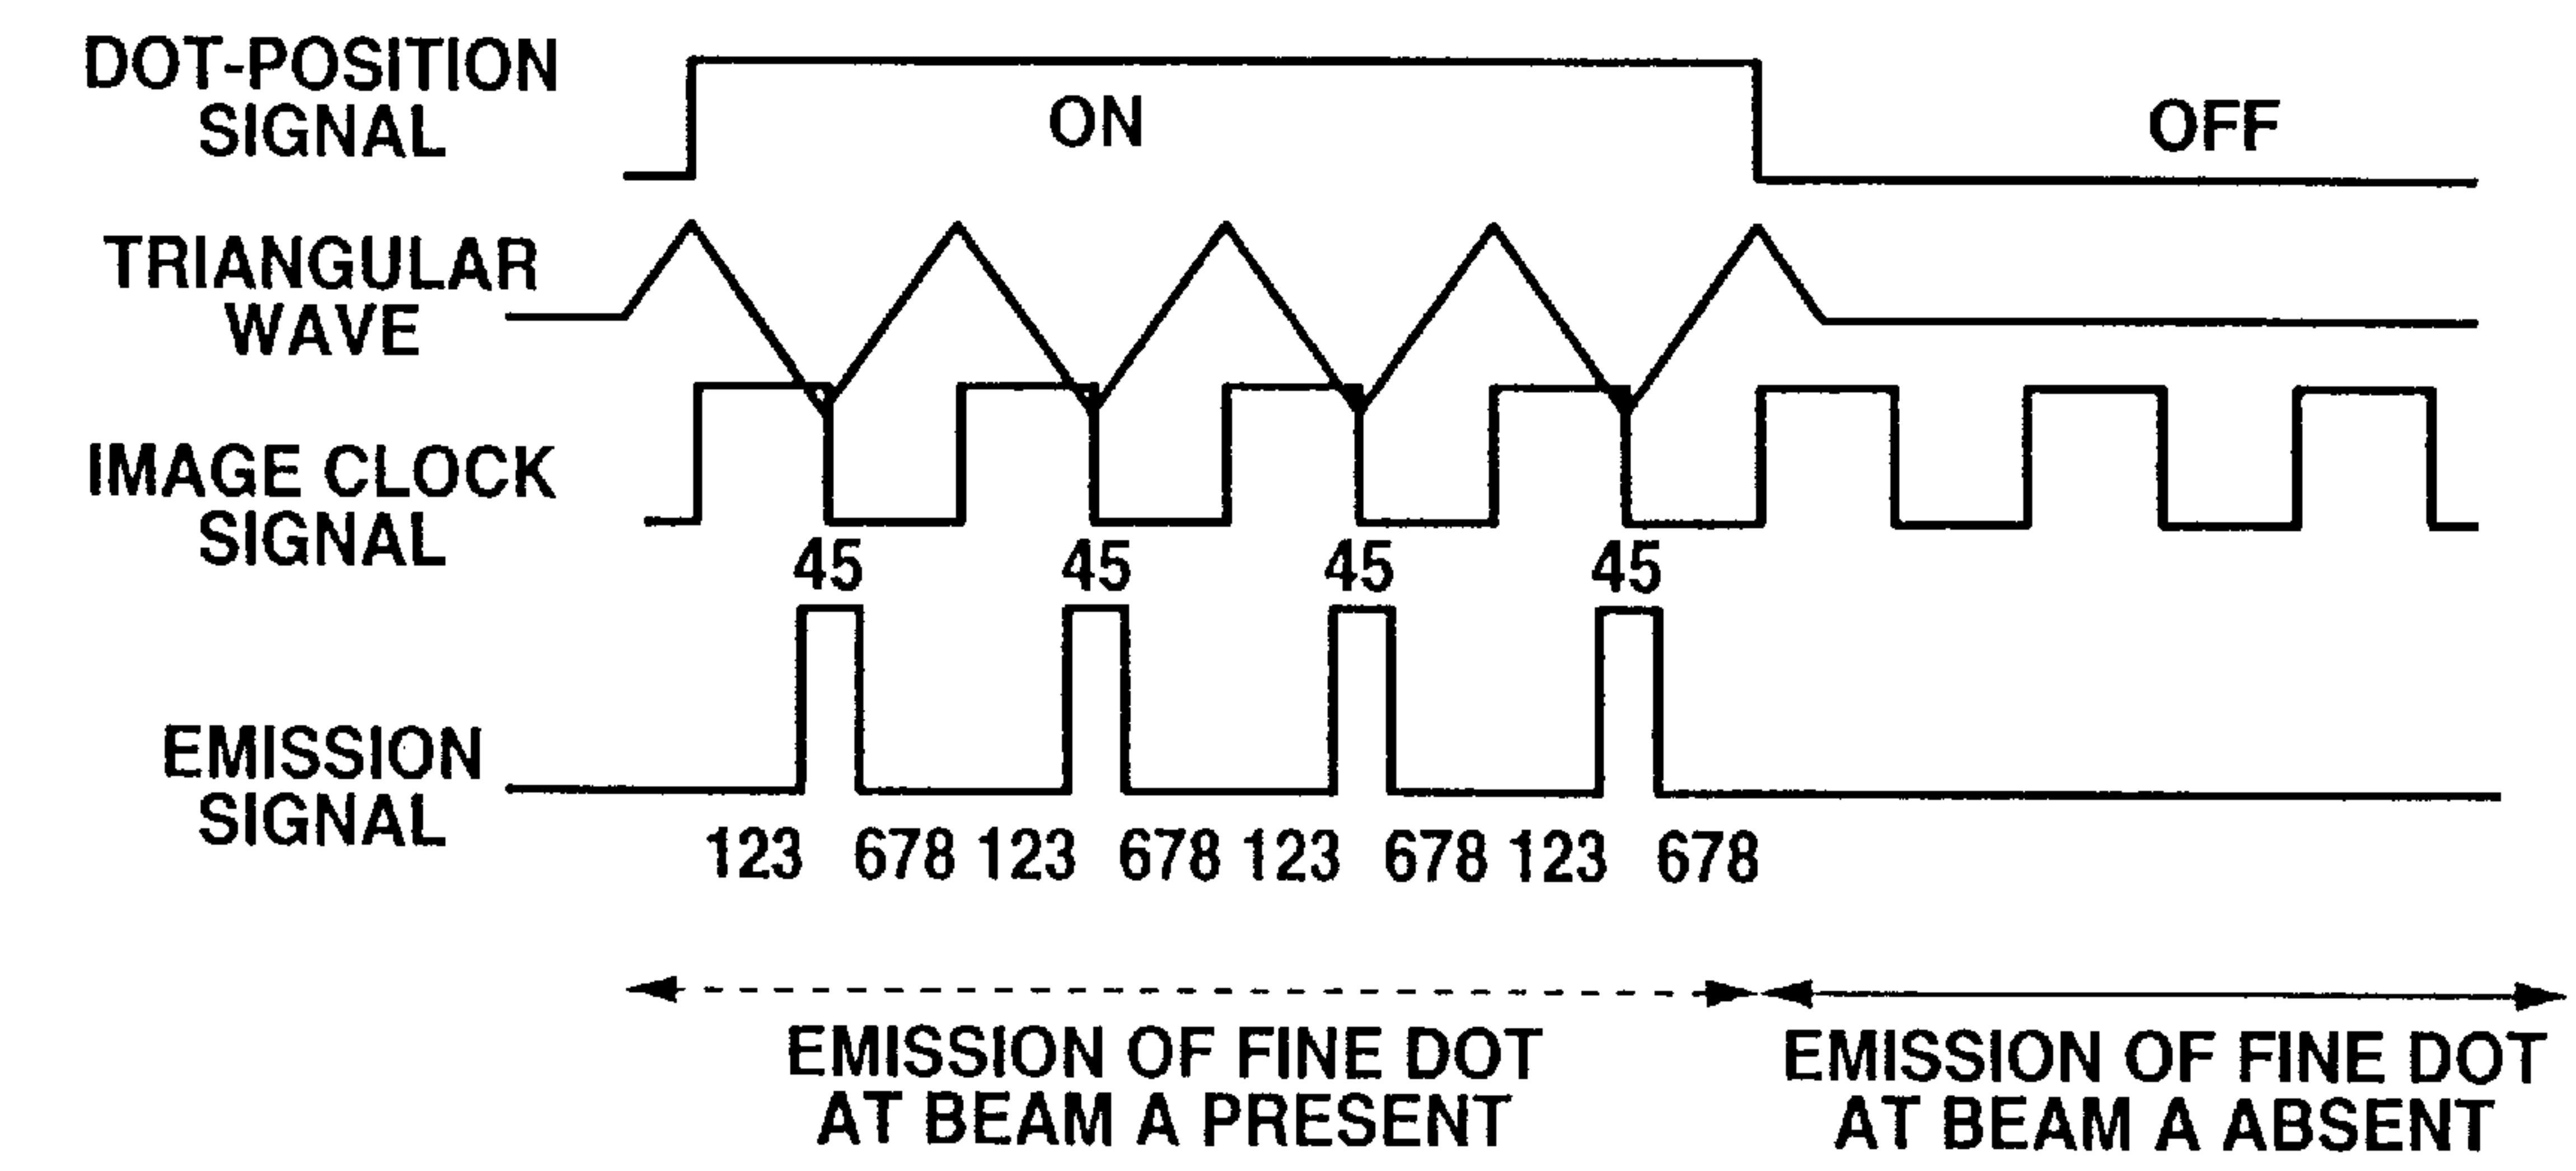 DOT-POSITION
SIGNAL
ON
OFF
TRIANGULAR
WAVE
IMAGE CLOCK
SIGNAL
45 45 45 45
EMISSION
SIGNAL
123 678 123 678 123 678 123 678
EMISSION OF FINE DOT
AT BEAM A PRESENT
EMISSION OF FINE DOT
AT BEAM A ABSENT